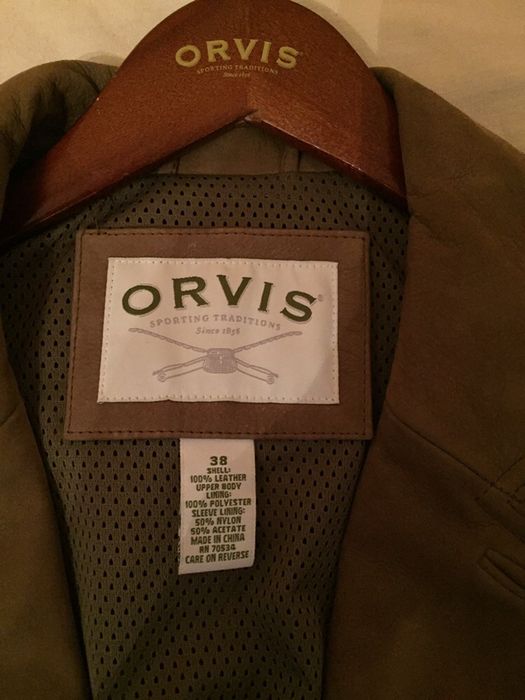 ORVIS
SPORTING TRADITIONS
Since 1856
ORVIS®
SPORTING TRADITIONS
Since 1856
38
SHELL:
100% LEATHER
UPPER BODY
LINING:
100% POLYESTER
SLEEVE LINING:
50% NYLON
50% ACETATE
MADE IN CHINA
RN 70534
CARE ON REVERSE